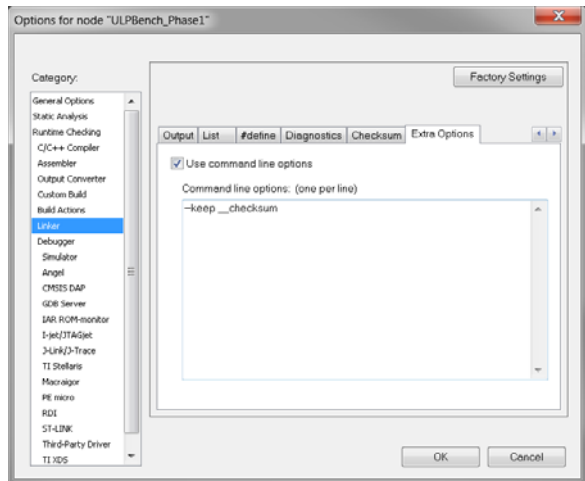 Options for node "ULPBench_Phase1"
Category:
Factory Settings
General Options
Static Analysis
Runtime Checking
C/C++ Compiler
Assembler
Output Converter
Custom Build
Build Actions
Linker
Debugger
Simulator
Angel
CMSIS DAP
GDB Server
IAR ROM-monitor
I-jet/JTAGjet
J-Link/J-Trace
TI Stellaris
Macraigor
PE micro
RDI
ST-LINK
Third-Party Driver
TI XDS
Output List #define Diagnostics Checksum Extra Options
Use command line options
Command line options: (one per line)
--keep __checksum
OK Cancel